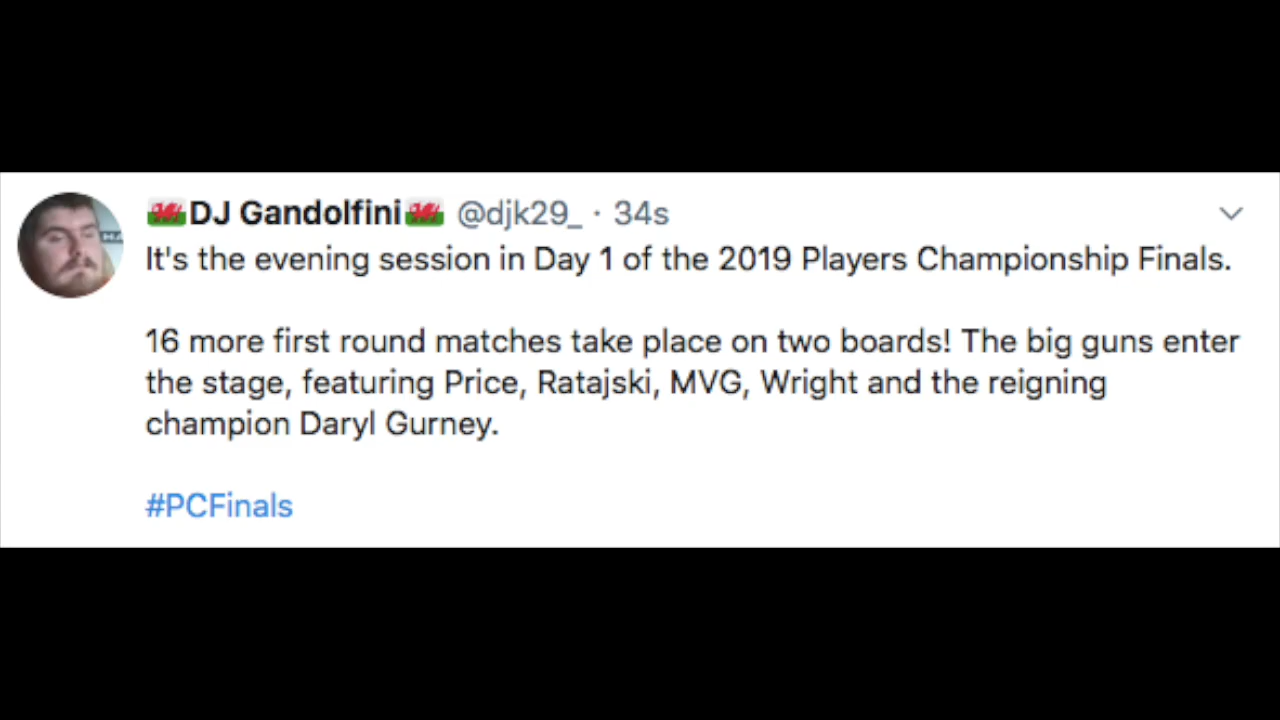 🏴󠁧󠁢󠁷󠁬󠁳󠁿DJ Gandolfini🏴󠁧󠁢󠁷󠁬󠁳󠁿 @djk29_ · 34s
It's the evening session in Day 1 of the 2019 Players Championship Finals.
16 more first round matches take place on two boards! The big guns enter
the stage, featuring Price, Ratajski, MVG, Wright and the reigning
champion Daryl Gurney.
#PCFinals